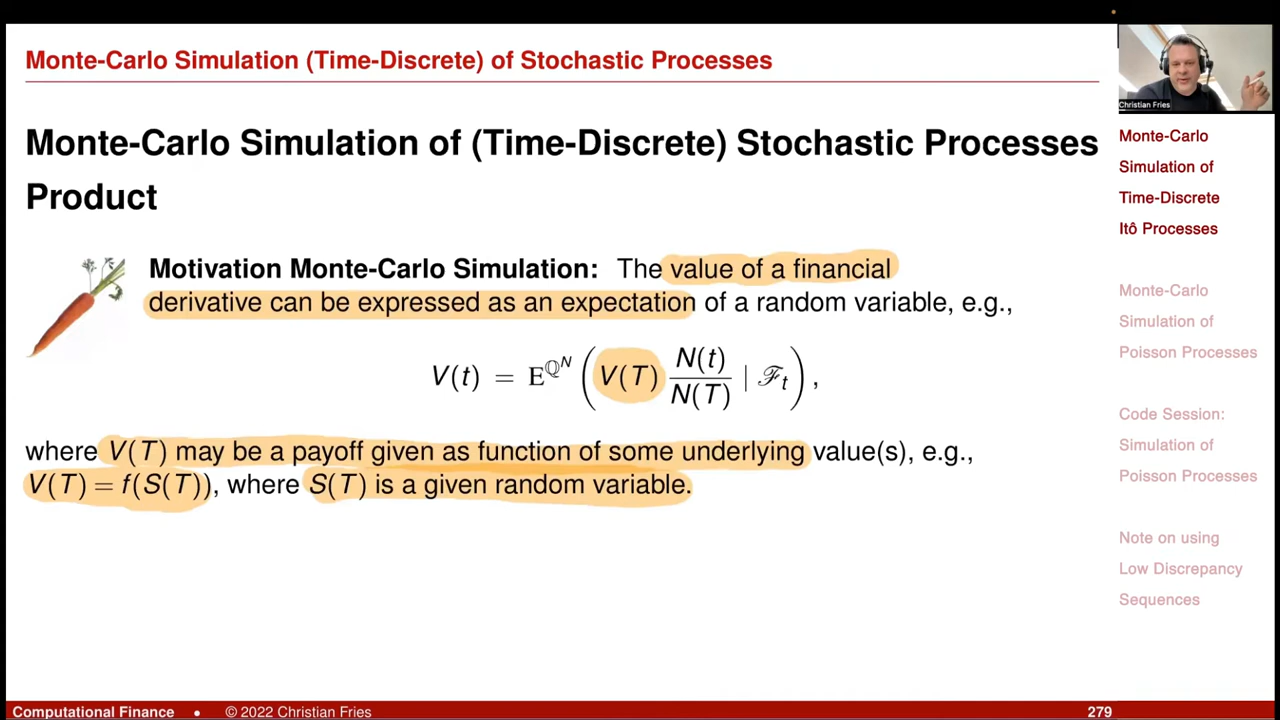 Monte-Carlo Simulation (Time-Discrete) of Stochastic Processes
Monte-Carlo Simulation of (Time-Discrete) Stochastic Processes
Product
Motivation Monte-Carlo Simulation: The value of a financial
derivative can be expressed as an expectation of a random variable, e.g.,
V(t) = E^{ℚ^N} ( V(T) N(t)/N(T) | ℱ_t ) ,
where V(T) may be a payoff given as function of some underlying value(s), e.g.,
V(T) = f(S(T)), where S(T) is a given random variable.
Christian Fries
Monte-Carlo
Simulation of
Time-Discrete
Itô Processes
Monte-Carlo
Simulation of
Poisson Processes
Code Session:
Simulation of
Poisson Processes
Note on using
Low Discrepancy
Sequences
Computational Finance • © 2022 Christian Fries 279